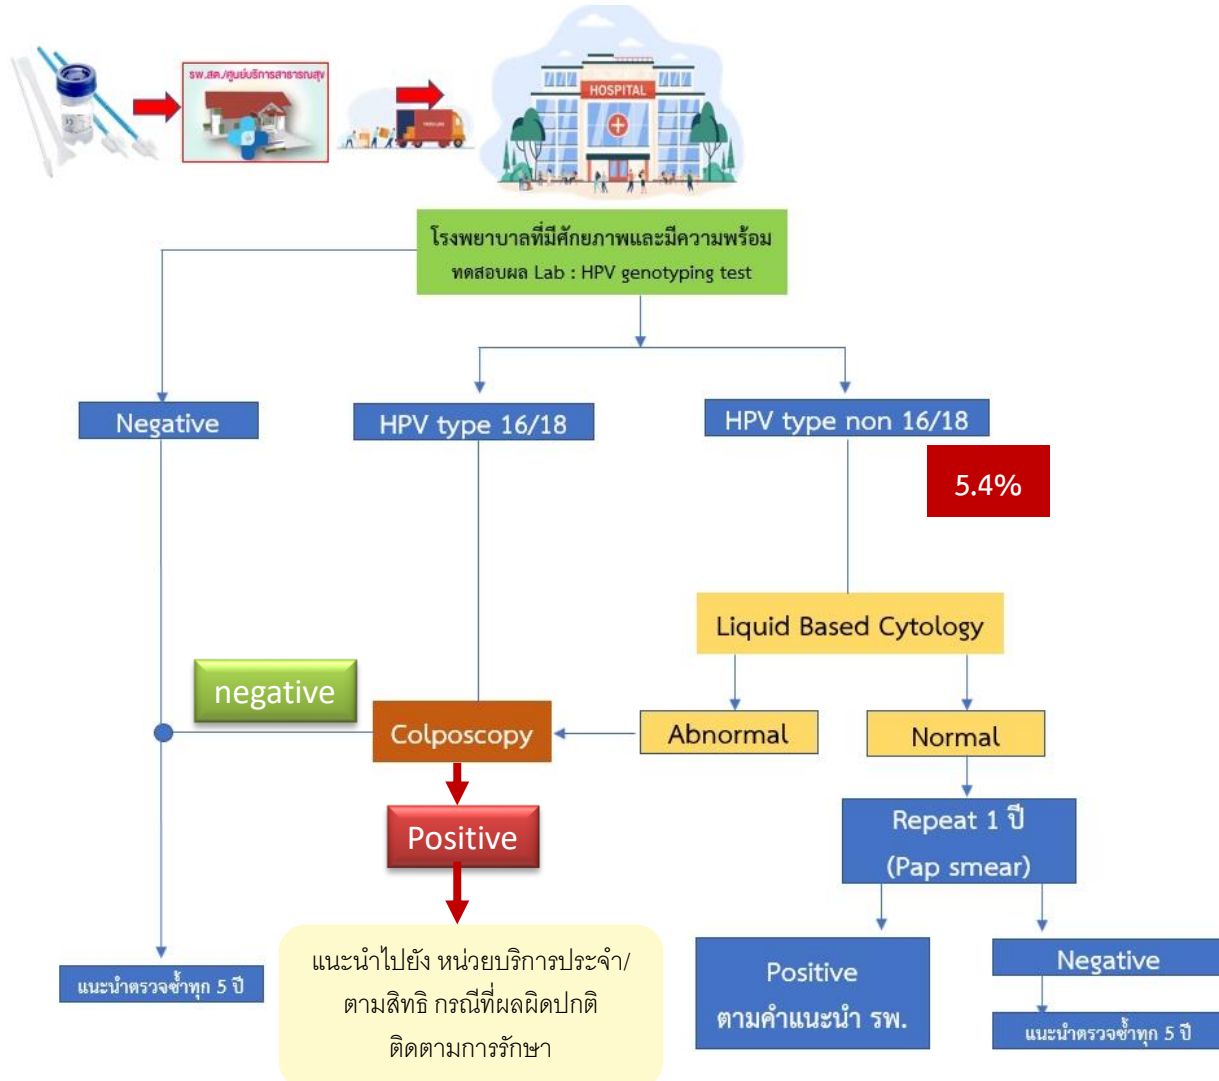 รพ.สต./ศูนย์บริการสาธารณสุข
HOSPITAL
โรงพยาบาลที่มีศักยภาพและมีความพร้อม
ทดสอบผล Lab : HPV genotyping test
Negative
HPV type 16/18
HPV type non 16/18
5.4%
Liquid Based Cytology
negative
Colposcopy
Abnormal
Normal
Positive
Repeat 1 ปี
(Pap smear)
แนะนำตรวจซ้ำทุก 5 ปี
แนะนำไปยัง หน่วยบริการประจำ/
ตามสิทธิ กรณีที่ผลผิดปกติ
ติดตามการรักษา
Positive
ตามคำแนะนำ รพ.
Negative
แนะนำตรวจซ้ำทุก 5 ปี